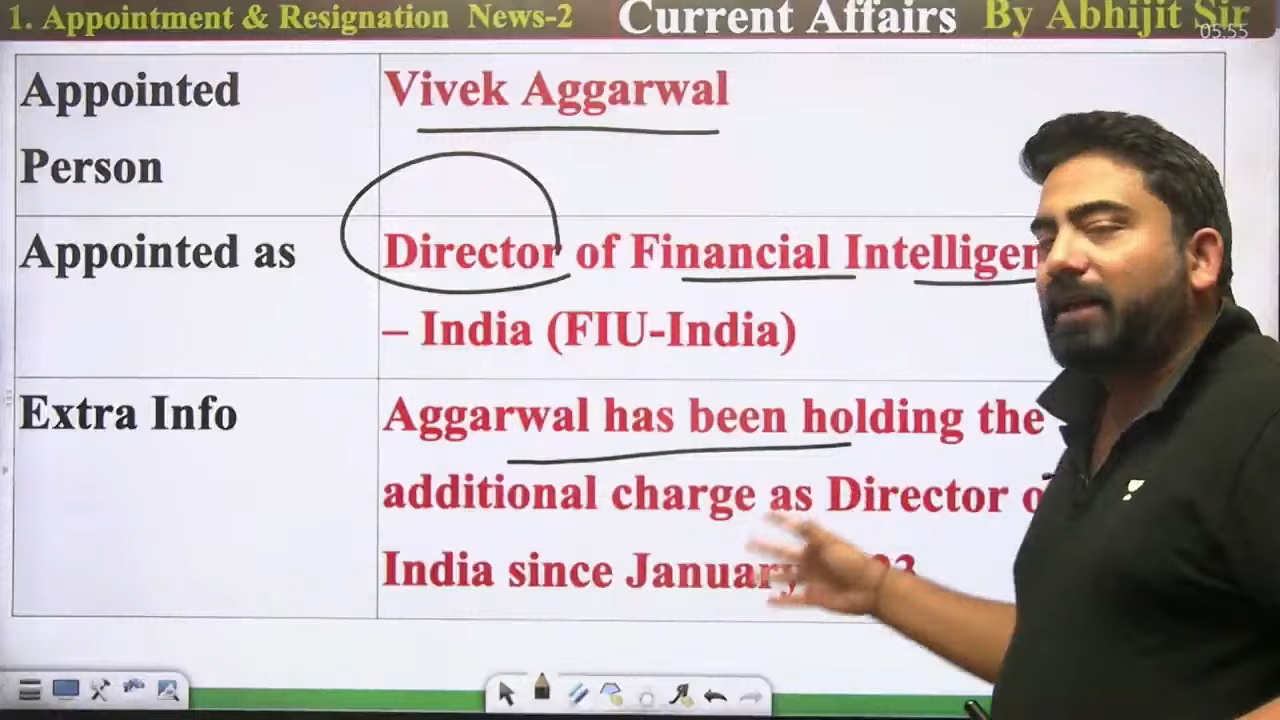 1. Appointment & Resignation News-2 Current Affairs By Abhijit Sir
05:55
Appointed Vivek Aggarwal
Person
Appointed as Director of Financial
– India (FIU-India)
Extra Info Aggarwal has been holding the
additional charge as Director
India since January